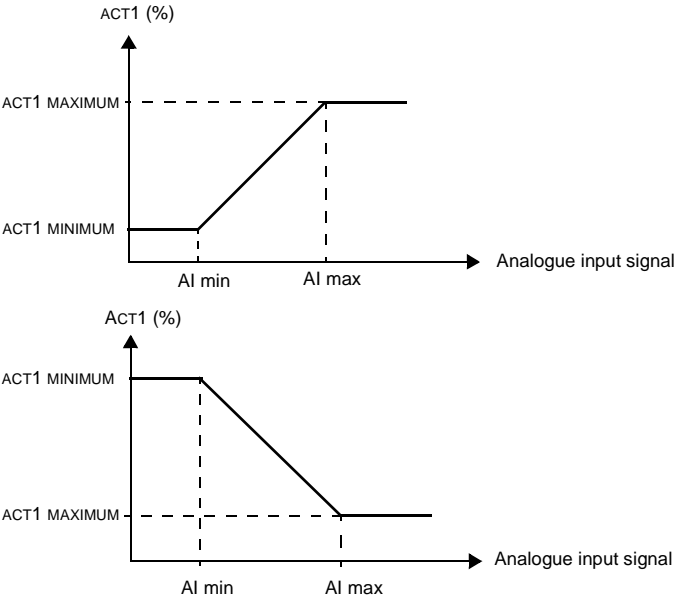 ACT1 (%)
ACT1 MAXIMUM
ACT1 MINIMUM
Analogue input signal
AI min
AI max
ACT1 (%)
ACT1 MINIMUM
ACT1 MAXIMUM
Analogue input signal
AI min
AI max